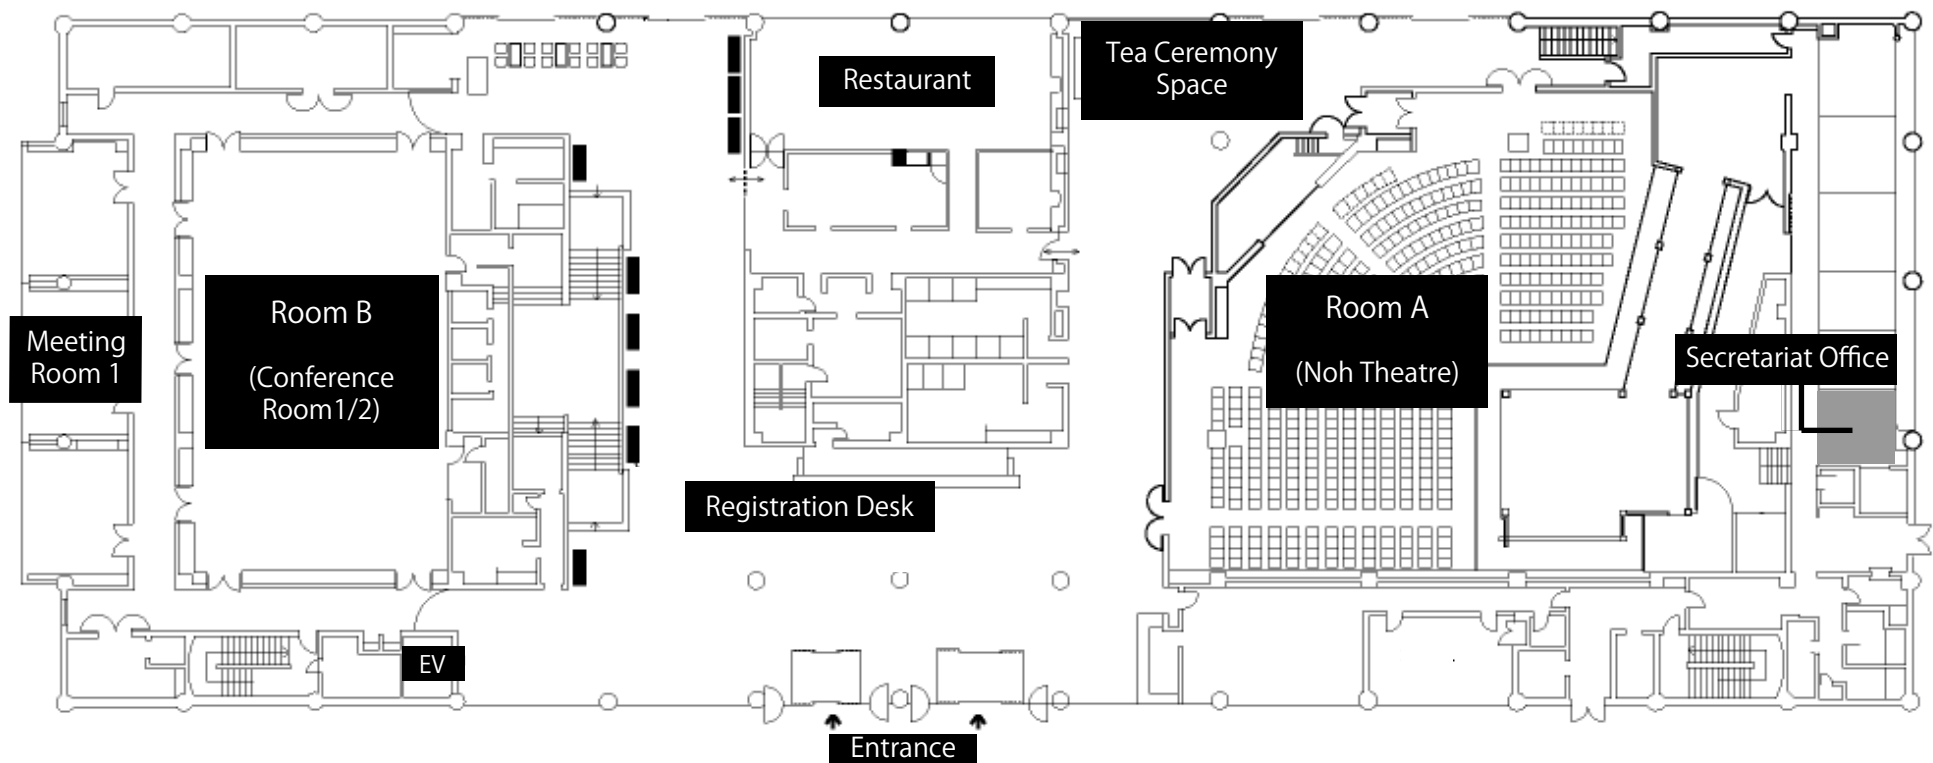 Tea Ceremony
Space
Restaurant
Room B
(Conference
Room1/2)
Room A
(Noh Theatre)
Meeting
Room 1
Secretariat Office
Registration Desk
EV
Entrance